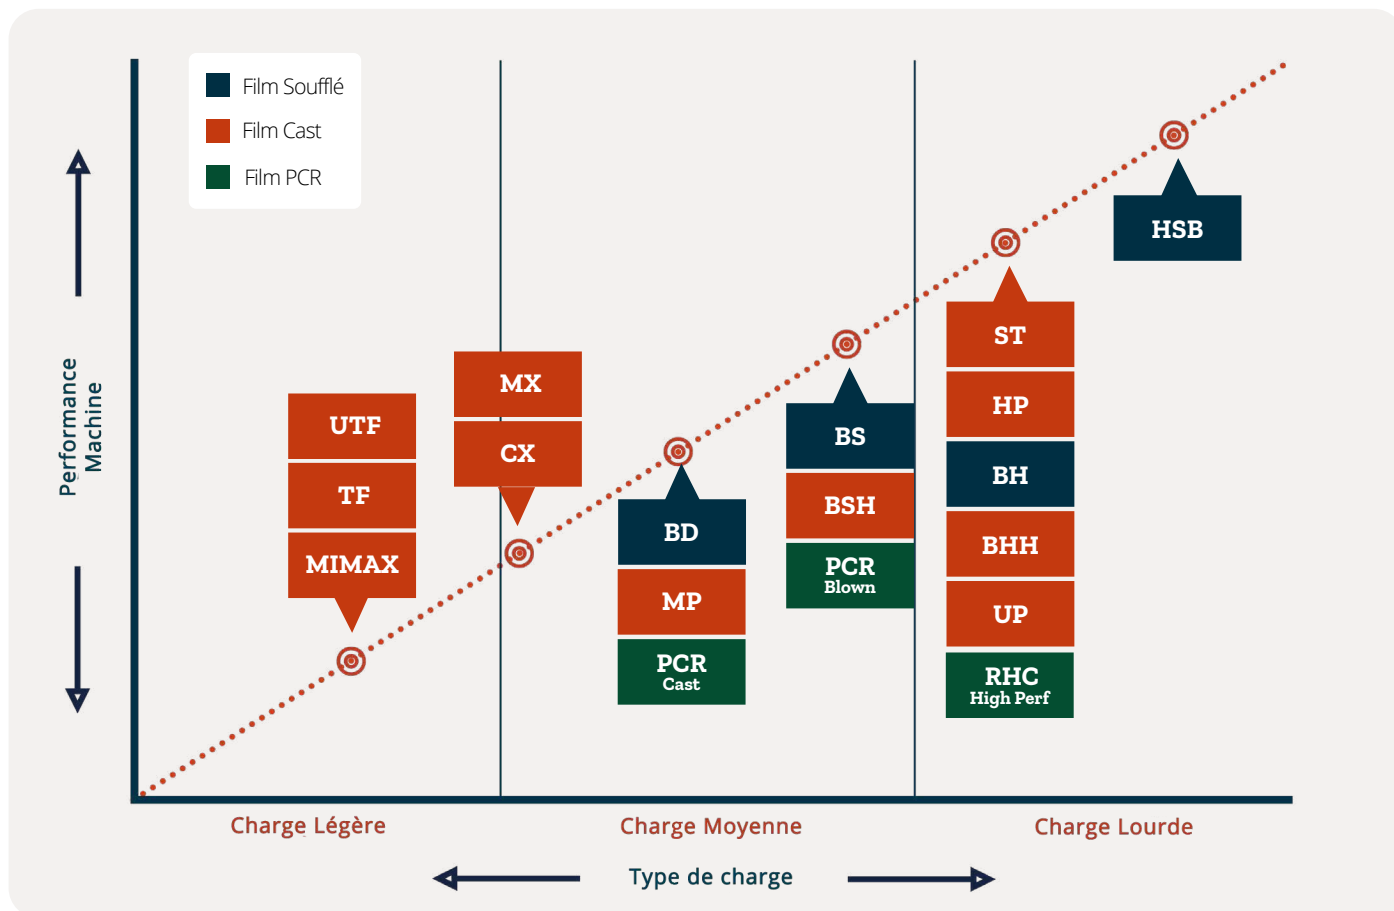 Film Soufflé
Film Cast
Film PCR
Performance
Machine
UTF
TF
MIMAX
MX
CX
BD
MP
PCR
Cast
BS
BSH
PCR
Blown
ST
HP
BH
BHH
UP
RHC
High Perf
HSB
Charge Légère
Charge Moyenne
Charge Lourde
Type de charge